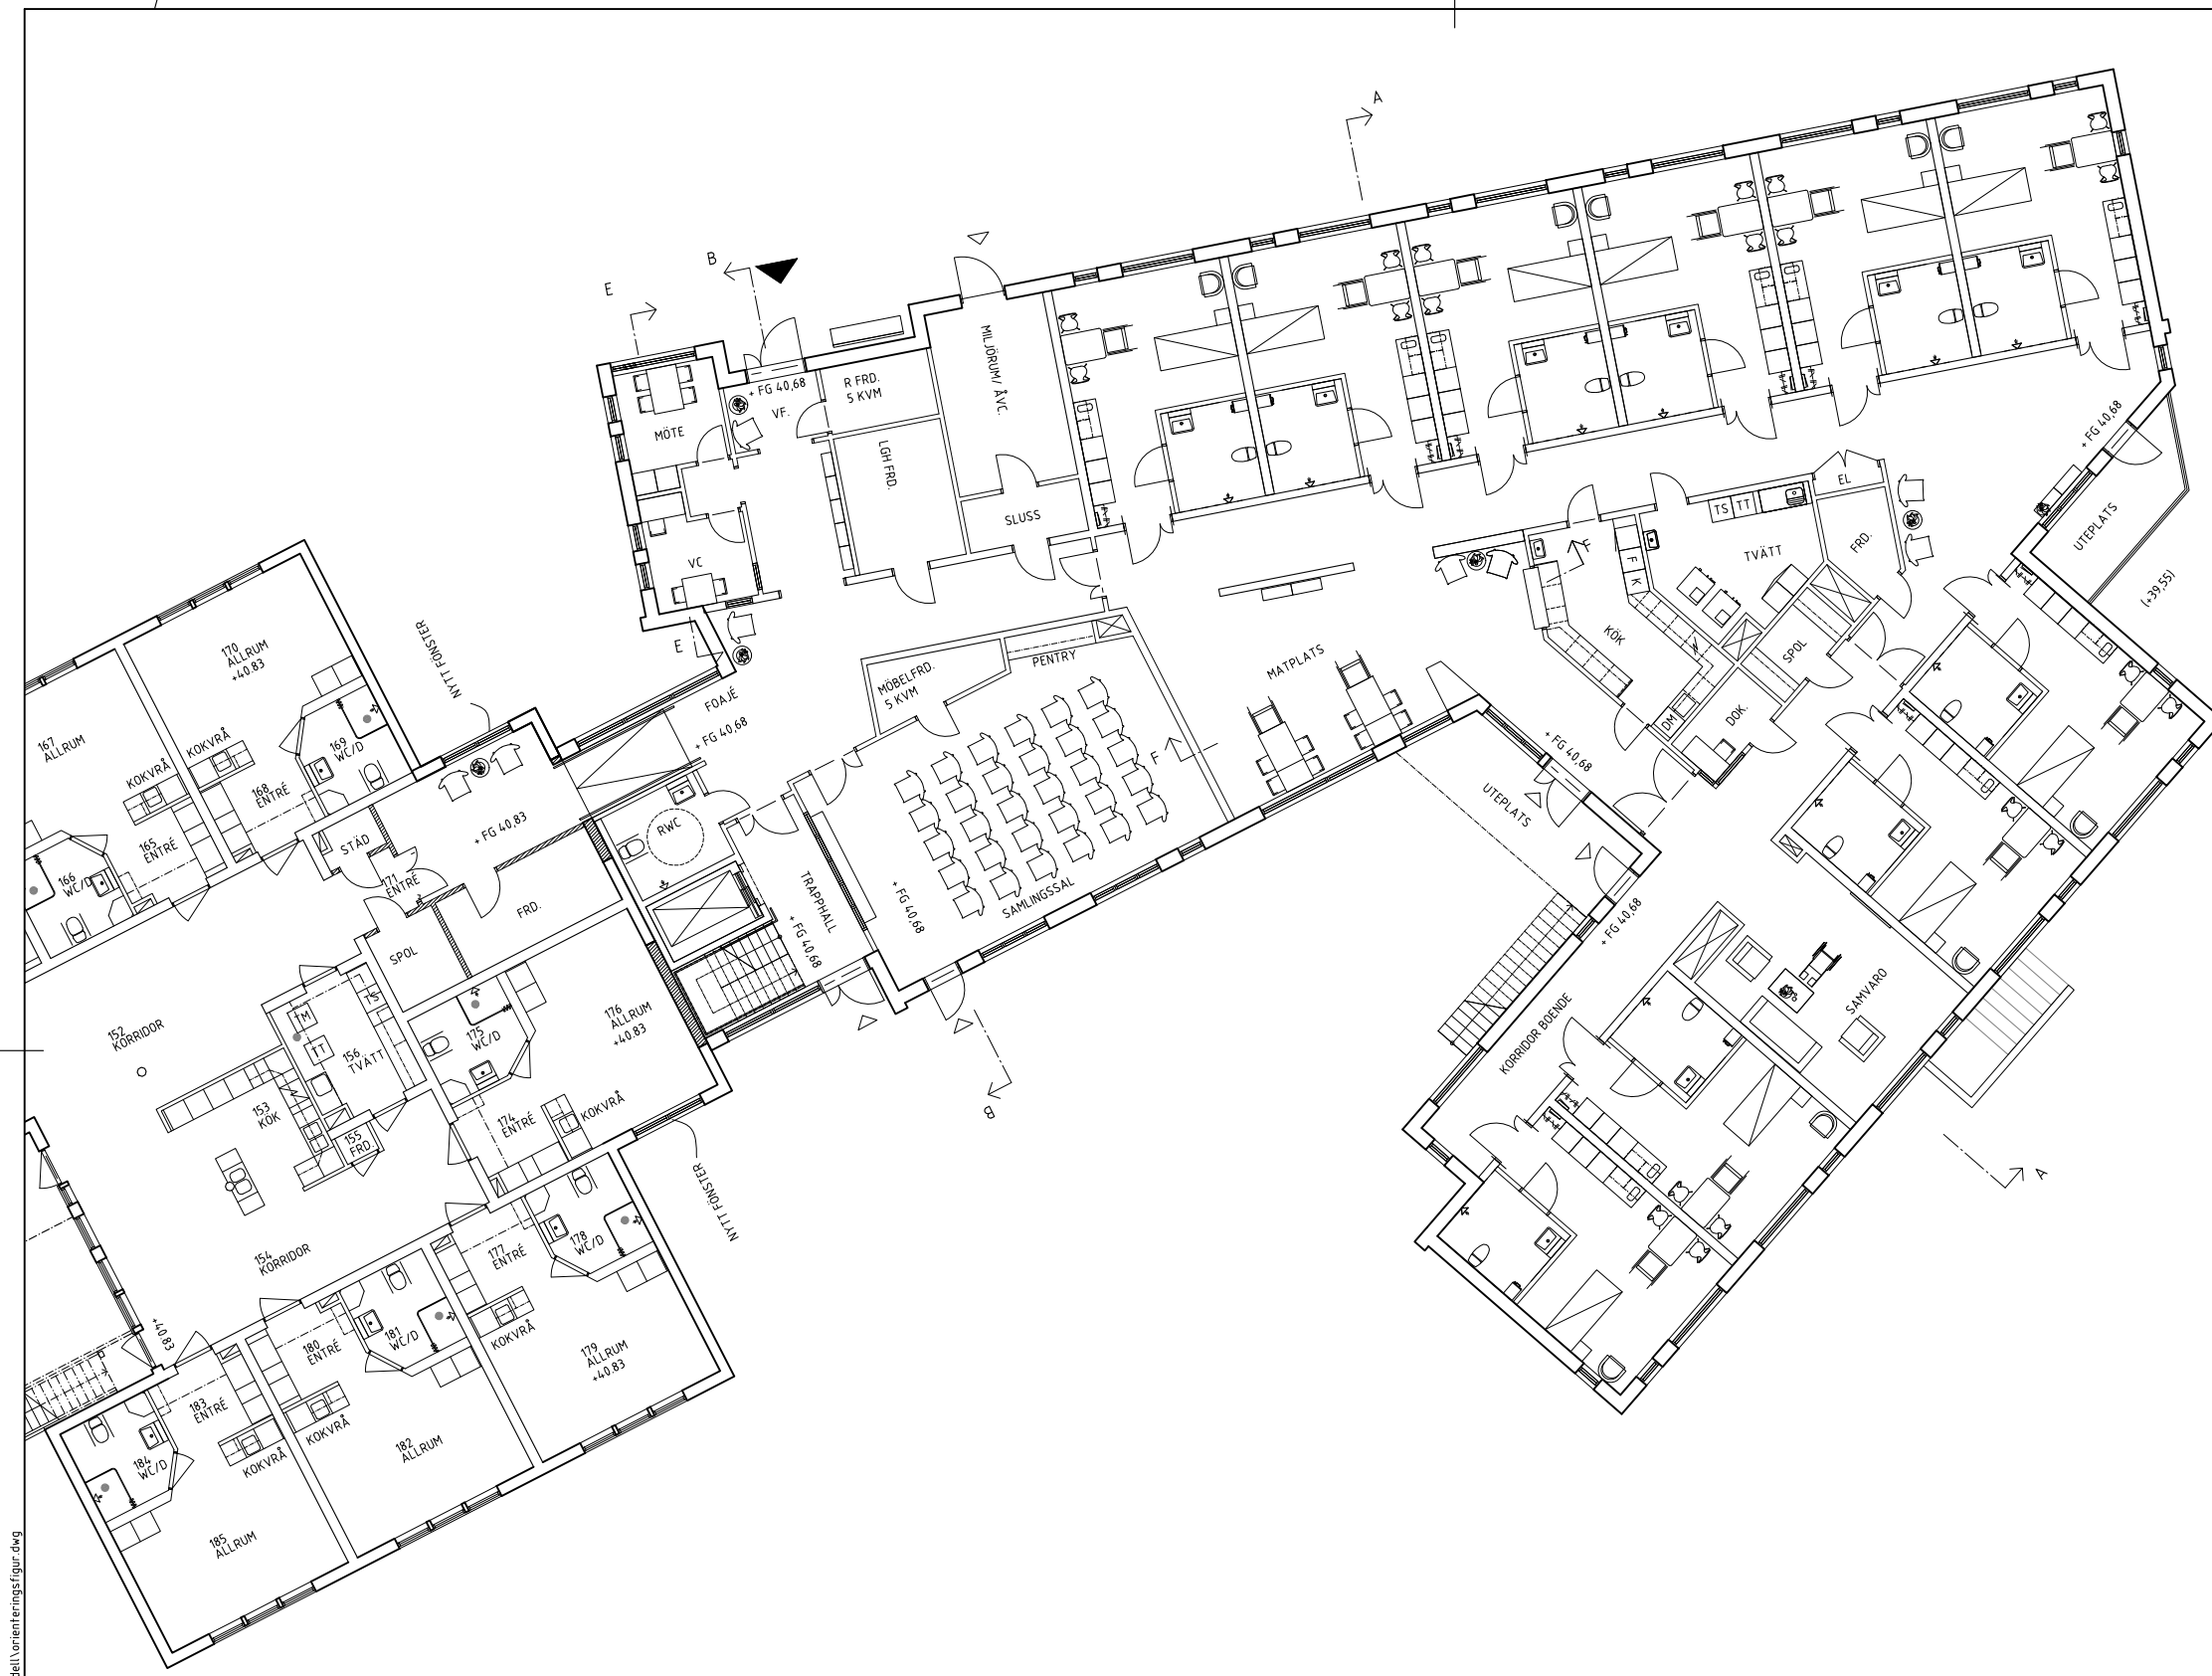 A
B
E
+ FG 40,68
VF.
R FRD.
5 KVM
MÖTE
LGH FRD.
MILJÖRUM/ ÅVC.
SLUSS
VC
E
FOAJÉ
+ FG 40,68
MÖBELFRD.
5 KVM
PENTRY
MATPLATS
F
SAMLINGSSAL
+ FG 40,68
TRAPPHALL
+ FG 40,68
RWC
B
F
KÖK
F
K
DM
TS
TT
TVÄTT
EL
FRD.
SPOL
DOK.
+ FG 40,68
UTEPLATS
(+39,55)
+ FG 40,68
UTEPLATS
+ FG 40,68
KORRIDOR BOENDE
SAMVARO
A
NYTT FÖNSTER
170
ALLRUM
+40.83
167
ALLRUM
KOKVRÅ
KOKVRÅ
169
WC/D
168
ENTRÉ
165
ENTRÉ
166
WC/D
STÄD
+ FG 40,83
171
ENTRÉ
FRD.
SPOL
152
KORRIDOR
TM
TS
TT
156
TVÄTT
153
KÖK
155
FRD.
175
WC/D
176
ALLRUM
+40.83
174
ENTRÉ
KOKVRÅ
NYTT FÖNSTER
154
KORRIDOR
177
ENTRÉ
178
WC/D
KOKVRÅ
179
ALLRUM
+40.83
+40.83
180
ENTRÉ
181
WC/D
KOKVRÅ
182
ALLRUM
183
ENTRÉ
KOKVRÅ
184
WC/D
185
ALLRUM
dell\orienteringsfigur.dwg